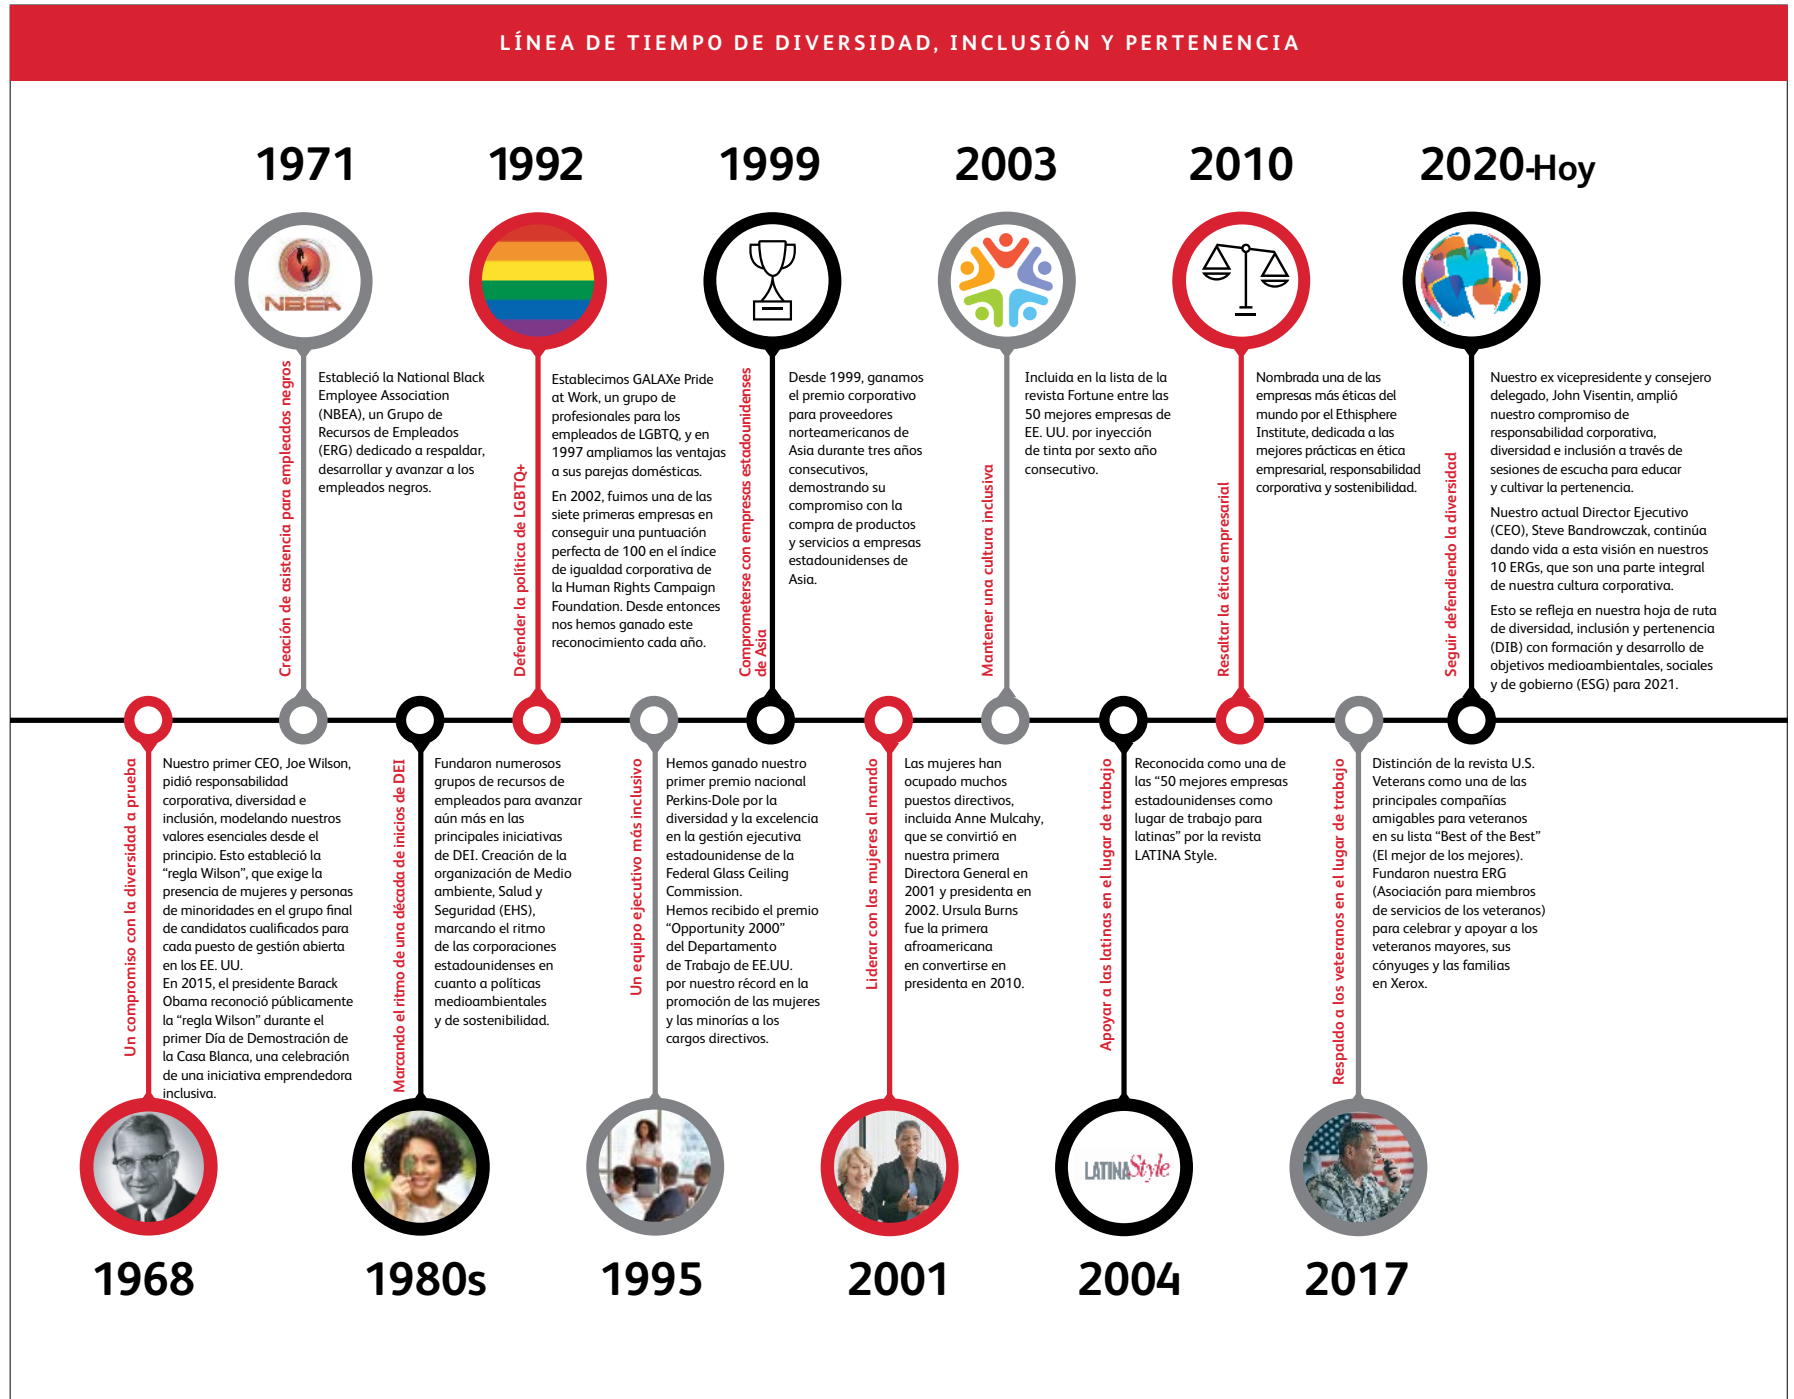 LÍNEA DE TIEMPO DE DIVERSIDAD, INCLUSIÓN Y PERTENENCIA
1971
NBEA
Creación de asistencia para empleados negros
Estableció la National Black
Employee Association
(NBEA), un Grupo de
Recursos de Empleados
(ERG) dedicado a respaldar,
desarrollar y avanzar a los
empleados negros.
1992
Defender la política de LGBTQ+
Establecimos GALAXe Pride
at Work, un grupo de
profesionales para los
empleados de LGBTQ, y en
1997 ampliamos las ventajas
a sus parejas domésticas.
En 2002, fuimos una de las
siete primeras empresas en
conseguir una puntuación
perfecta de 100 en el índice
de igualdad corporativa de
la Human Rights Campaign
Foundation. Desde entonces
nos hemos ganado este
reconocimiento cada año.
1999
Comprometerse con empresas estadounidenses
de Asia
Desde 1999, ganamos
el premio corporativo
para proveedores
norteamericanos de
Asia durante tres años
consecutivos,
demostrando su
compromiso con la
compra de productos
y servicios a empresas
estadounidenses de
Asia.
2003
Mantener una cultura inclusiva
Incluida en la lista de la
revista Fortune entre las
50 mejores empresas de
EE. UU. por inyección
de tinta por sexto año
consecutivo.
2010
Resaltar la ética empresarial
Nombrada una de las
empresas más éticas del
mundo por el Ethisphere
Institute, dedicada a las
mejores prácticas en ética
empresarial, responsabilidad
corporativa y sostenibilidad.
2020-Hoy
Seguir defendiendo la diversidad
Nuestro ex vicepresidente y consejero
delegado, John Visentin, amplió
nuestro compromiso de
responsabilidad corporativa,
diversidad e inclusión a través de
sesiones de escucha para educar
y cultivar la pertenencia.
Nuestro actual Director Ejecutivo
(CEO), Steve Bandrowczak, continúa
dando vida a esta visión en nuestros
10 ERGs, que son una parte integral
de nuestra cultura corporativa.
Esto se refleja en nuestra hoja de ruta
de diversidad, inclusión y pertenencia
(DIB) con formación y desarrollo de
objetivos medioambientales, sociales
y de gobierno (ESG) para 2021.
Un compromiso con la diversidad a prueba
Nuestro primer CEO, Joe Wilson,
pidió responsabilidad
corporativa, diversidad e
inclusión, modelando nuestros
valores esenciales desde el
principio. Esto estableció la
“regla Wilson”, que exige la
presencia de mujeres y personas
de minoridades en el grupo final
de candidatos cualificados para
cada puesto de gestión abierta
en los EE. UU.
En 2015, el presidente Barack
Obama reconoció públicamente
la “regla Wilson” durante el
primer Día de Demostración de
la Casa Blanca, una celebración
de una iniciativa emprendedora
inclusiva.
1968
Marcando el ritmo de una década de inicios de DEI
Fundaron numerosos
grupos de recursos de
empleados para avanzar
aún más en las
principales iniciativas
de DEI. Creación de la
organización de Medio
ambiente, Salud y
Seguridad (EHS),
marcando el ritmo
de las corporaciones
estadounidenses en
cuanto a políticas
medioambientales
y de sostenibilidad.
1980s
Un equipo ejecutivo más inclusivo
Hemos ganado nuestro
primer premio nacional
Perkins-Dole por la
diversidad y la excelencia
en la gestión ejecutiva
estadounidense de la
Federal Glass Ceiling
Commission.
Hemos recibido el premio
“Opportunity 2000”
del Departamento
de Trabajo de EE.UU.
por nuestro récord en la
promoción de las mujeres
y las minorías a los
cargos directivos.
1995
Liderar con las mujeres al mando
Las mujeres han
ocupado muchos
puestos directivos,
incluida Anne Mulcahy,
que se convirtió en
nuestra primera
Directora General en
2001 y presidenta en
2002. Ursula Burns
fue la primera
afroamericana
en convertirse en
presidenta en 2010.
2001
Apoyar a las latinas en el lugar de trabajo
Reconocida como una de
las “50 mejores empresas
estadounidenses como
lugar de trabajo para
latinas” por la revista
LATINA Style.
LATINAStyle
2004
Respaldo a los veteranos en el lugar de trabajo
Distinción de la revista U.S.
Veterans como una de las
principales compañías
amigables para veteranos
en su lista “Best of the Best”
(El mejor de los mejores).
Fundaron nuestra ERG
(Asociación para miembros
de servicios de los veteranos)
para celebrar y apoyar a los
veteranos mayores, sus
cónyuges y las familias
en Xerox.
2017